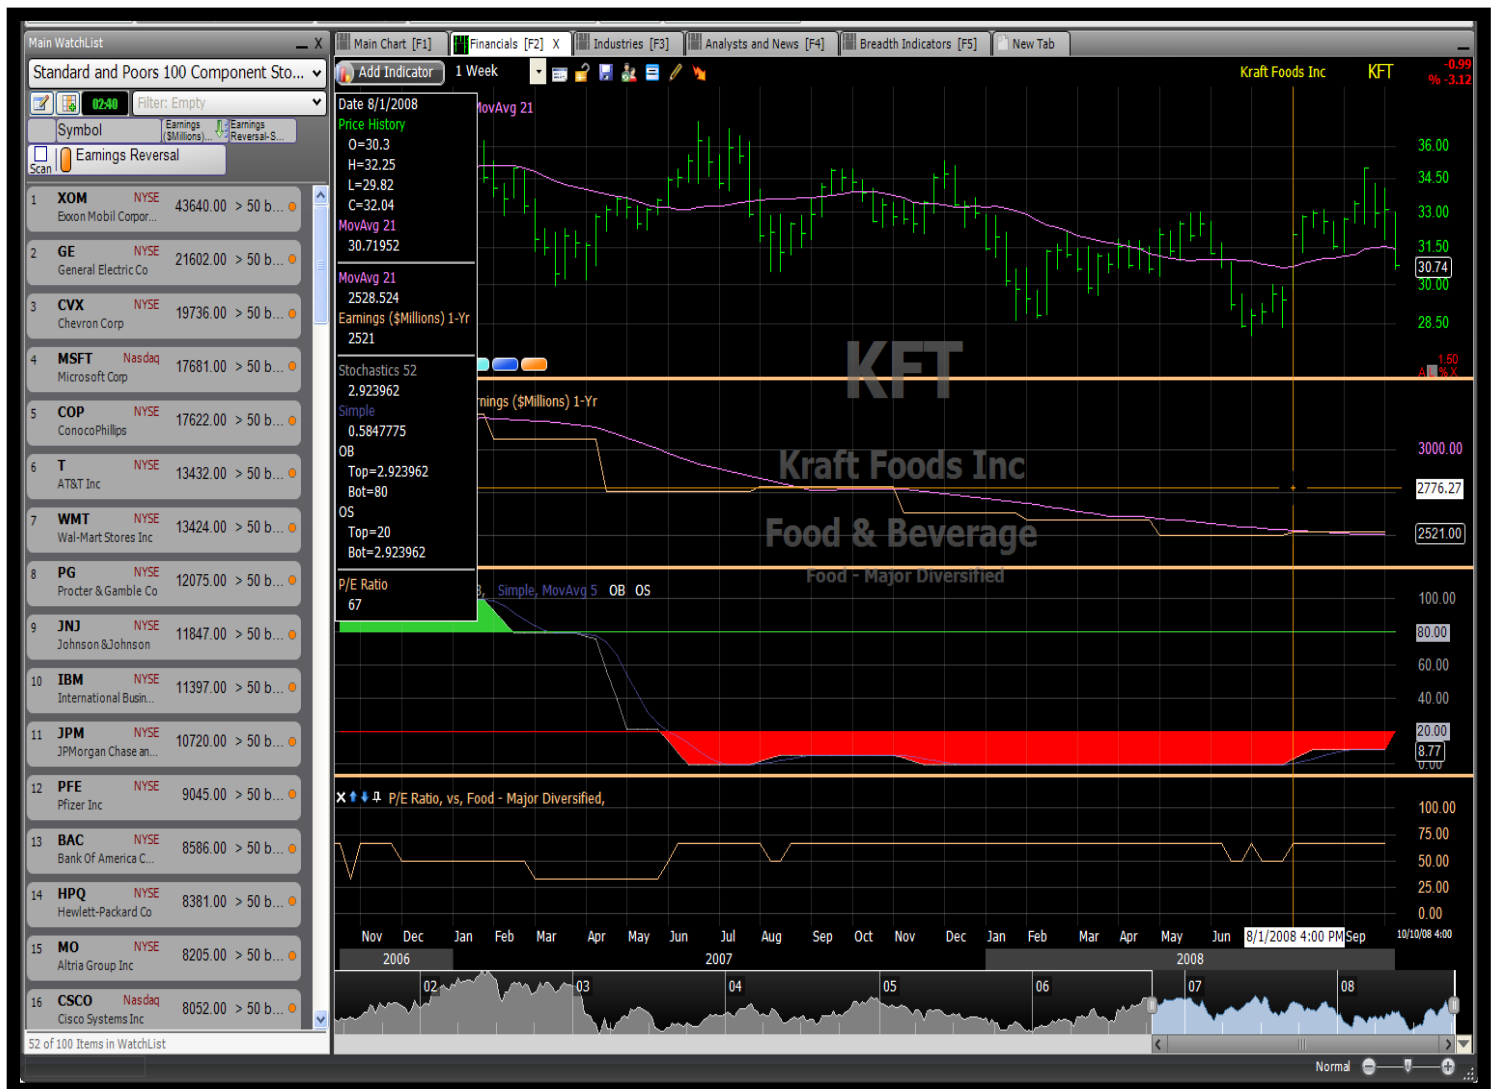 Main WatchList
Standard and Poors 100 Component Sto...
02:40 Filter: Empty
Symbol Earnings ($Millions)... Earnings Reversal-S...
Scan Earnings Reversal
1 XOM NYSE 43640.00 > 50 b...
Exxon Mobil Corpor...
2 GE NYSE 21602.00 > 50 b...
General Electric Co
3 CVX NYSE 19736.00 > 50 b...
Chevron Corp
4 MSFT Nasdaq 17681.00 > 50 b...
Microsoft Corp
5 COP NYSE 17622.00 > 50 b...
ConocoPhillips
6 T NYSE 13432.00 > 50 b...
AT&T Inc
7 WMT NYSE 13424.00 > 50 b...
Wal-Mart Stores Inc
8 PG NYSE 12075.00 > 50 b...
Procter & Gamble Co
9 JNJ NYSE 11847.00 > 50 b...
Johnson &Johnson
10 IBM NYSE 11397.00 > 50 b...
International Busin...
11 JPM NYSE 10720.00 > 50 b...
JPMorgan Chase an...
12 PFE NYSE 9045.00 > 50 b...
Pfizer Inc
13 BAC NYSE 8586.00 > 50 b...
Bank Of America C...
14 HPQ NYSE 8381.00 > 50 b...
Hewlett-Packard Co
15 MO NYSE 8205.00 > 50 b...
Altria Group Inc
16 CSCO Nasdaq 8052.00 > 50 b...
Cisco Systems Inc
52 of 100 Items in WatchList
Main Chart [F1] Financials [F2] X Industries [F3] Analysts and News [F4] Breadth Indicators [F5] New Tab
Add Indicator 1 Week Kraft Foods Inc KFT -0.99
% -3.12
Date 8/1/2008
Price History
O=30.3
H=32.25
L=29.82
C=32.04
MovAvg 21
30.71952
MovAvg 21
2528.524
Earnings ($Millions) 1-Yr
2521
Stochastics 52
2.923962
Simple
0.5847775
OB
Top=2.923962
Bot=80
OS
Top=20
Bot=2.923962
P/E Ratio
67
MovAvg 21
36.00
34.50
33.00
31.50
30.74
30.00
28.50
1.50
A L % X
KFT
Kraft Foods Inc
Food & Beverage
Food - Major Diversified
rnings ($Millions) 1-Yr
3000.00
2776.27
2521.00
3, Simple, MovAvg 5 OB OS
100.00
80.00
60.00
40.00
20.00
8.77
0.00
X P/E Ratio, vs, Food - Major Diversified,
100.00
75.00
50.00
25.00
0.00
Nov Dec Jan Feb Mar Apr May Jun Jul Aug Sep Oct Nov Dec Jan Feb Mar Apr May Jun 8/1/2008 4:00 PM Sep 10/10/08 4:00
2006 2007 2008
02 03 04 05 06 07 08
Normal